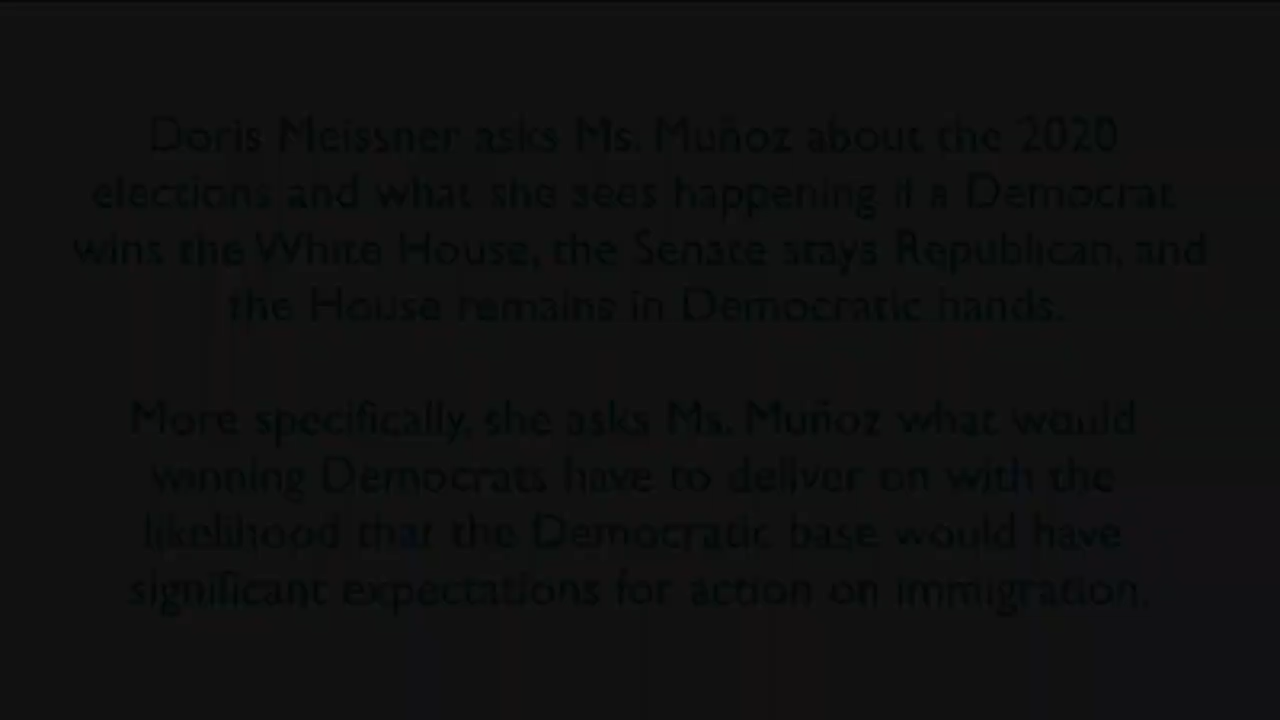 Doris Meissner asks Ms. Muñoz about the 2020
elections and what she sees happening if a Democrat
wins the White House, the Senate stays Republican, and
the House remains in Democratic hands.
More specifically, she asks Ms. Muñoz what would
winning Democrats have to deliver on with the
likelihood that the Democratic base would have
significant expectations for action on immigration.